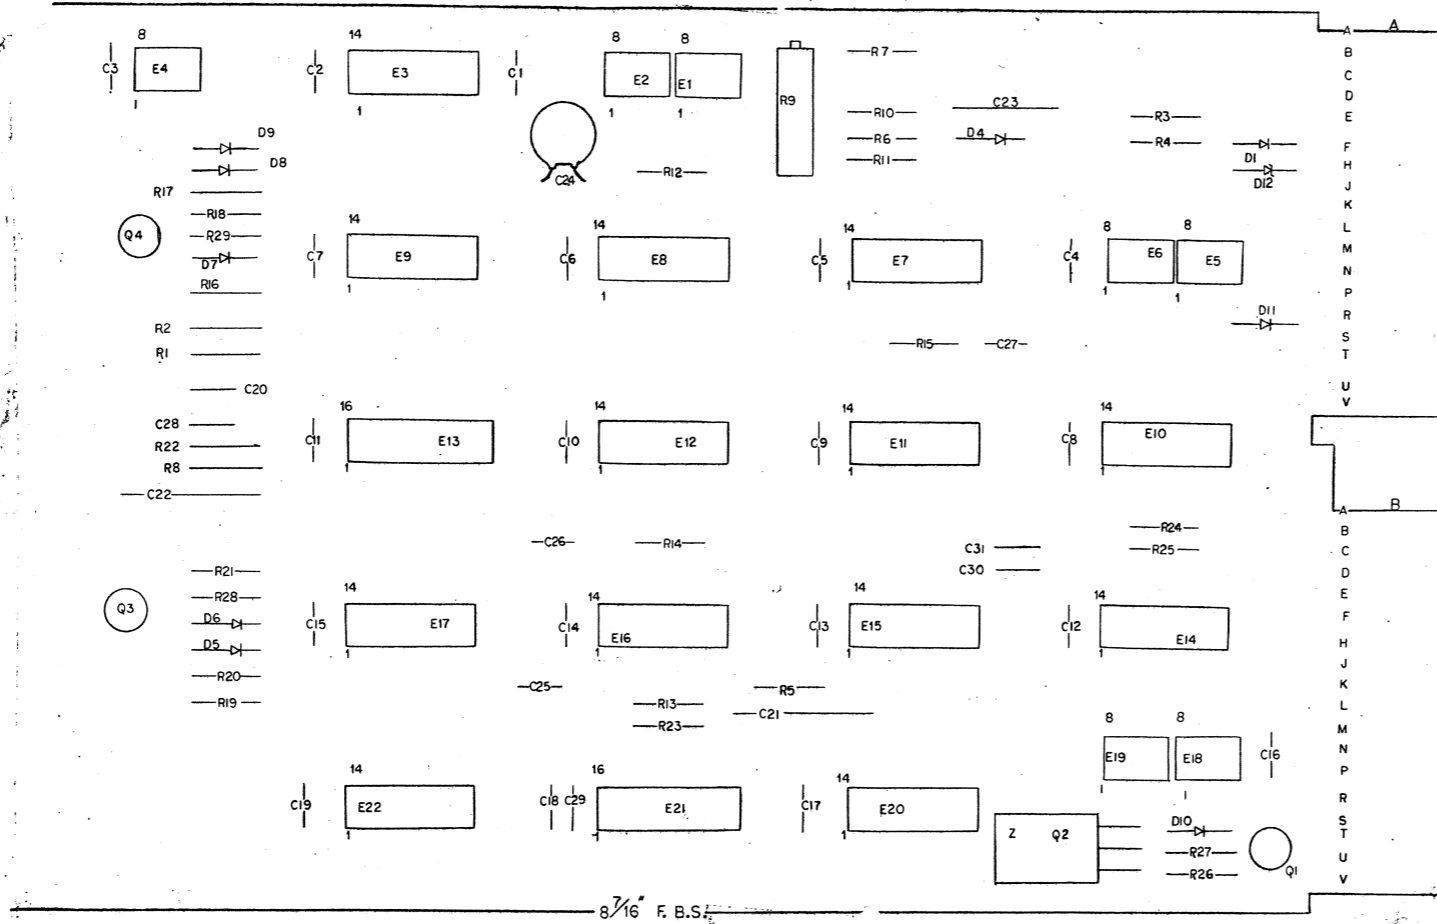 A
A
8
14
8
8
R7
B
C3
E4
C2
E3
C1
E2
E1
C
R9
D
1
1
1
1
C23
R10
R3
E
D9
R6
D4
R4
F
D8
R11
D1
H
R17
C24
R12
D12
J
R18
K
Q4
R29
14
14
14
8
8
L
D7
C7
E9
C6
E8
C5
E7
C4
E6
E5
M
N
R16
1
1
1
1
1
P
D11
R
R2
R15
C27
S
R1
T
C20
U
16
14
14
14
V
C28
C11
E13
C10
E12
C9
E11
C8
E10
R22
R8
1
1
1
1
C22
A
B
R24
B
C26
R14
C31
R25
C
R21
C30
D
14
14
14
14
E
R28
Q3
D6
C15
E17
C14
E16
C13
E15
C12
E14
F
D5
1
1
1
1
H
R20
J
C25
R5
K
R19
R13
L
C21
R23
8
8
M
E19
E18
C16
N
14
16
14
P
1
1
C19
E22
C18
C29
E21
C17
E20
R
1
1
1
S
Z
Q2
D10
T
R27
U
R26
Q1
V
8 7/16" F. B.S.